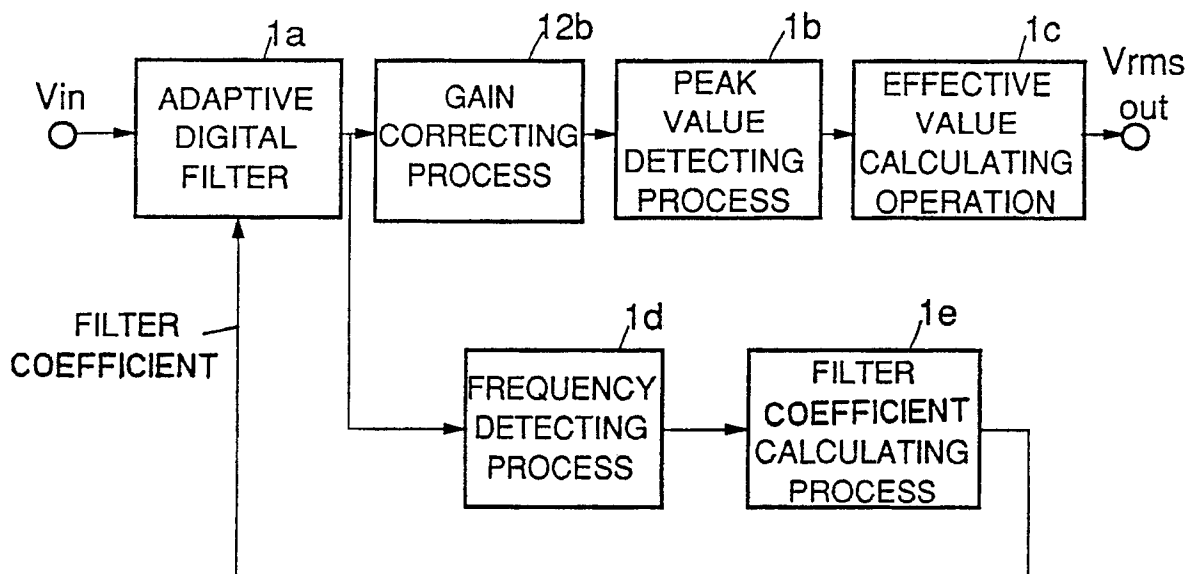 1a
12b
1b
1c
Vin
ADAPTIVE
DIGITAL
FILTER
GAIN
CORRECTING
PROCESS
PEAK
VALUE
DETECTING
PROCESS
EFFECTIVE
VALUE
CALCULATING
OPERATION
Vrms
out
FILTER
COEFFICIENT
1d
1e
FREQUENCY
DETECTING
PROCESS
FILTER
COEFFICIENT
CALCULATING
PROCESS